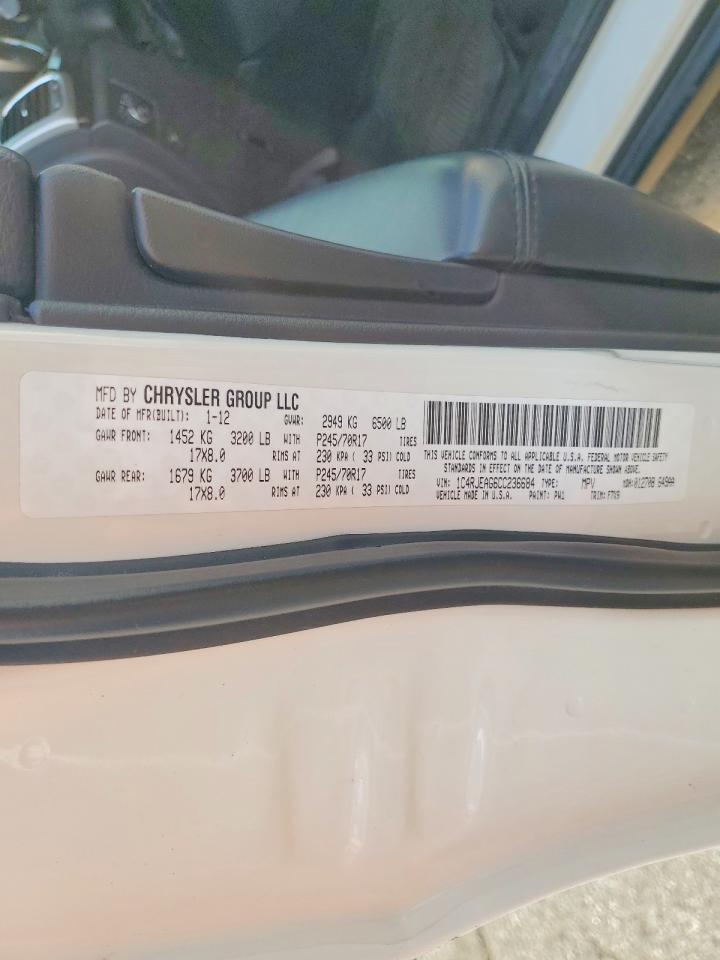 MFD BY CHRYSLER GROUP LLC
DATE OF MFR(BUILT): 1-12 GVWR: 2949 KG 6500 LB
GAWR FRONT: 1452 KG 3200 LB WITH P245/70R17 TIRES
17X8.0 RIMS AT 230 KPA ( 33 PSI) COLD
GAWR REAR: 1679 KG 3700 LB WITH P245/70R17 TIRES
17X8.0 RIMS AT 230 KPA ( 33 PSI) COLD
THIS VEHICLE CONFORMS TO ALL APPLICABLE U.S.A. FEDERAL MOTOR VEHICLE SAFETY
STANDARDS IN EFFECT ON THE DATE OF MANUFACTURE SHOWN ABOVE.
VIN: 1C4RJEAG6CC236684 TYPE: MPV MDH: 012708
VEHICLE MADE IN U.S.A. PAINT: PW1 TRIM: F7X9